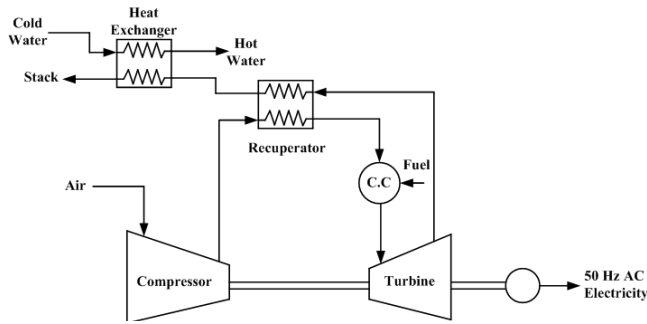 Cold
Water
Heat
Exchanger
Hot
Water
Stack
Recuperator
Fuel
C.C
Air
Compressor
Turbine
50 Hz AC
Electricity